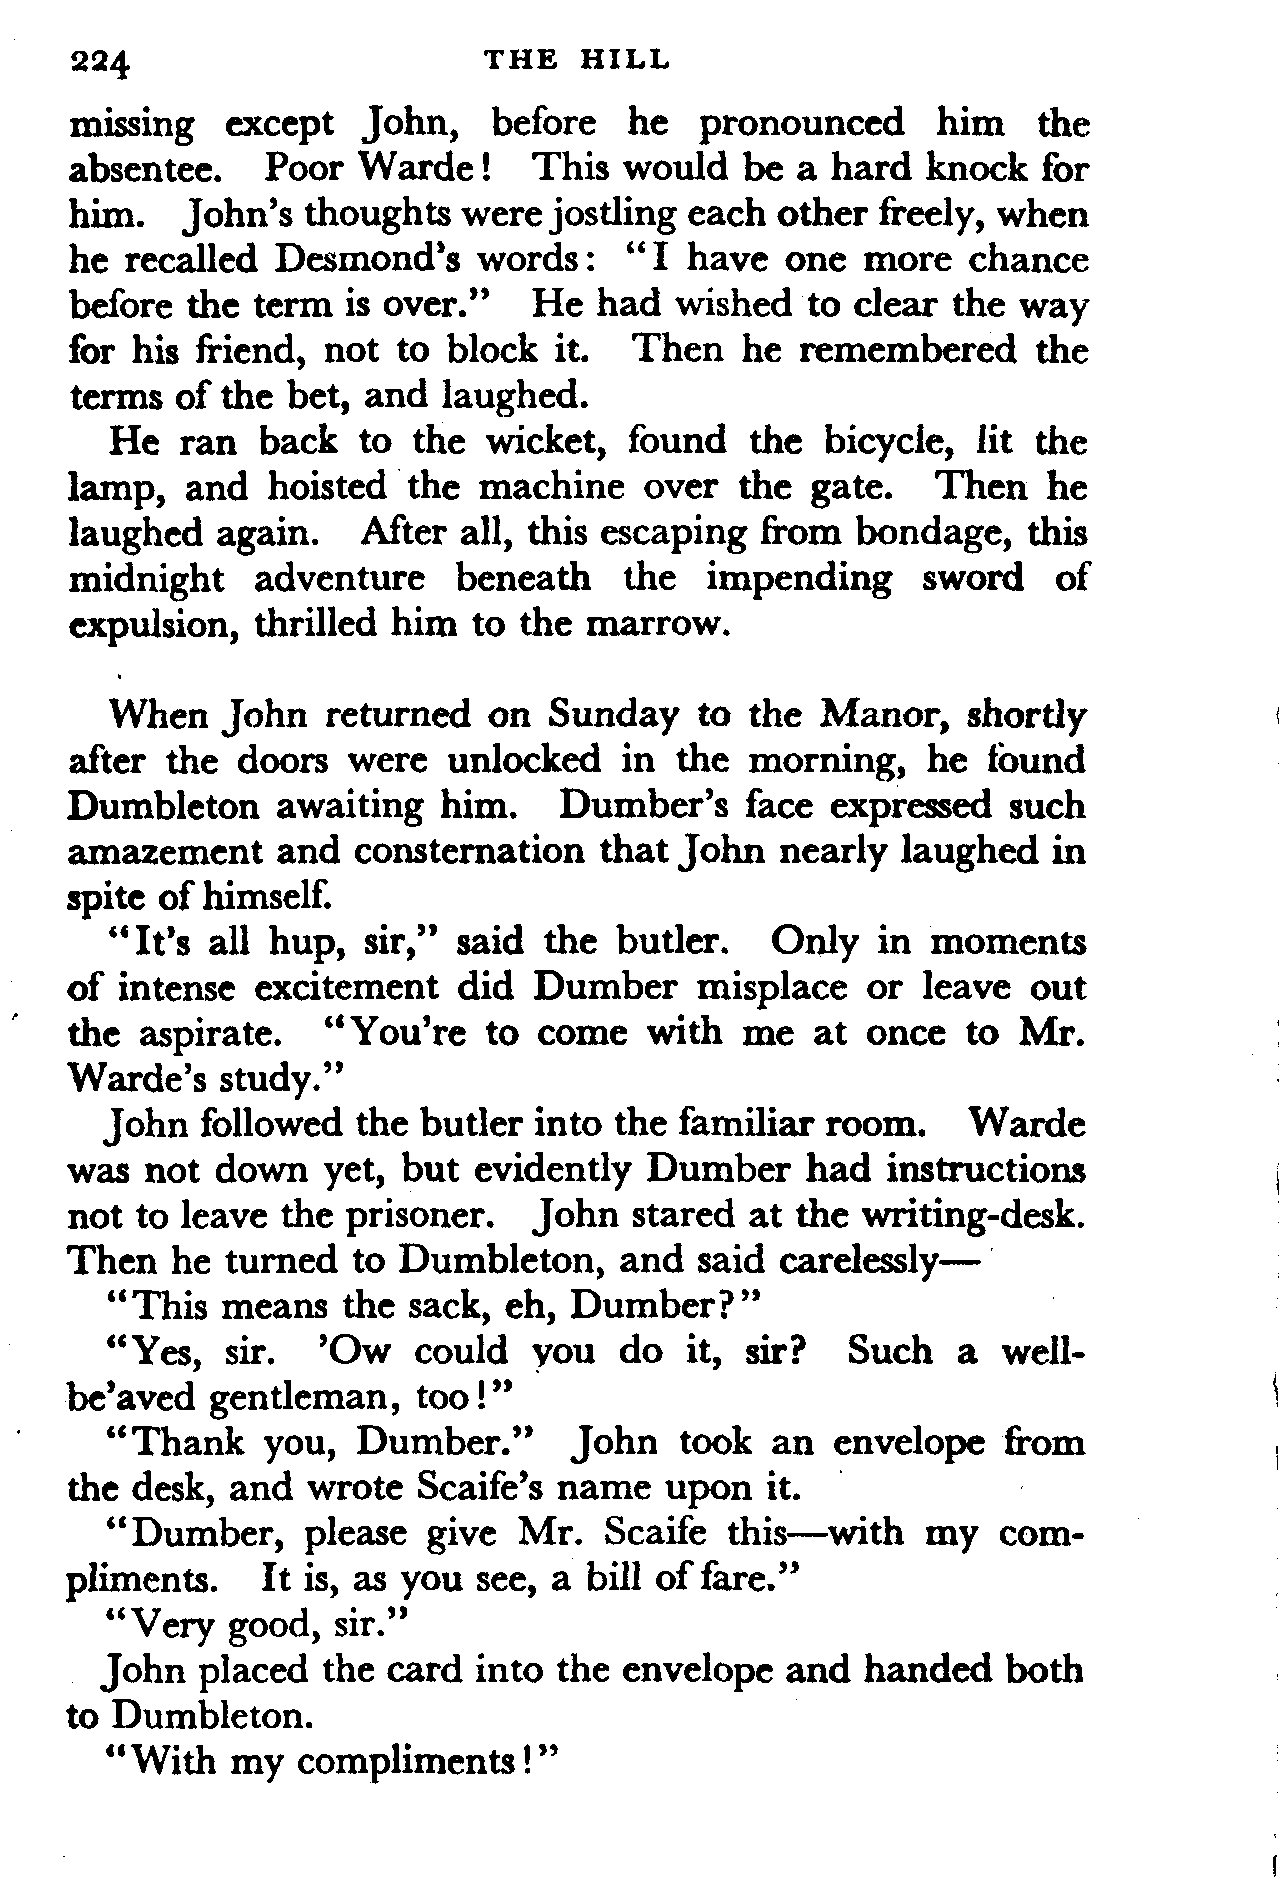 224 THE HILL
missing except John, before he pronounced him the
absentee. Poor Warde! This would be a hard knock for
him. John's thoughts were jostling each other freely, when
he recalled Desmond's words: “I have one more chance
before the term is over.” He had wished to clear the way
for his friend, not to block it. Then he remembered the
terms of the bet, and laughed.
He ran back to the wicket, found the bicycle, lit the
lamp, and hoisted the machine over the gate. Then he
laughed again. After all, this escaping from bondage, this
midnight adventure beneath the impending sword of
expulsion, thrilled him to the marrow.
When John returned on Sunday to the Manor, shortly
after the doors were unlocked in the morning, he found
Dumbleton awaiting him. Dumber's face expressed such
amazement and consternation that John nearly laughed in
spite of himself.
“It's all hup, sir,” said the butler. Only in moments
of intense excitement did Dumber misplace or leave out
the aspirate. “You're to come with me at once to Mr.
Warde's study.”
John followed the butler into the familiar room. Warde
was not down yet, but evidently Dumber had instructions
not to leave the prisoner. John stared at the writing-desk.
Then he turned to Dumbleton, and said carelessly—
“This means the sack, eh, Dumber?”
“Yes, sir. 'Ow could you do it, sir? Such a well-
be'aved gentleman, too!”
“Thank you, Dumber.” John took an envelope from
the desk, and wrote Scaife's name upon it.
“Dumber, please give Mr. Scaife this—with my com-
pliments. It is, as you see, a bill of fare.”
“Very good, sir.”
John placed the card into the envelope and handed both
to Dumbleton.
“With my compliments!”